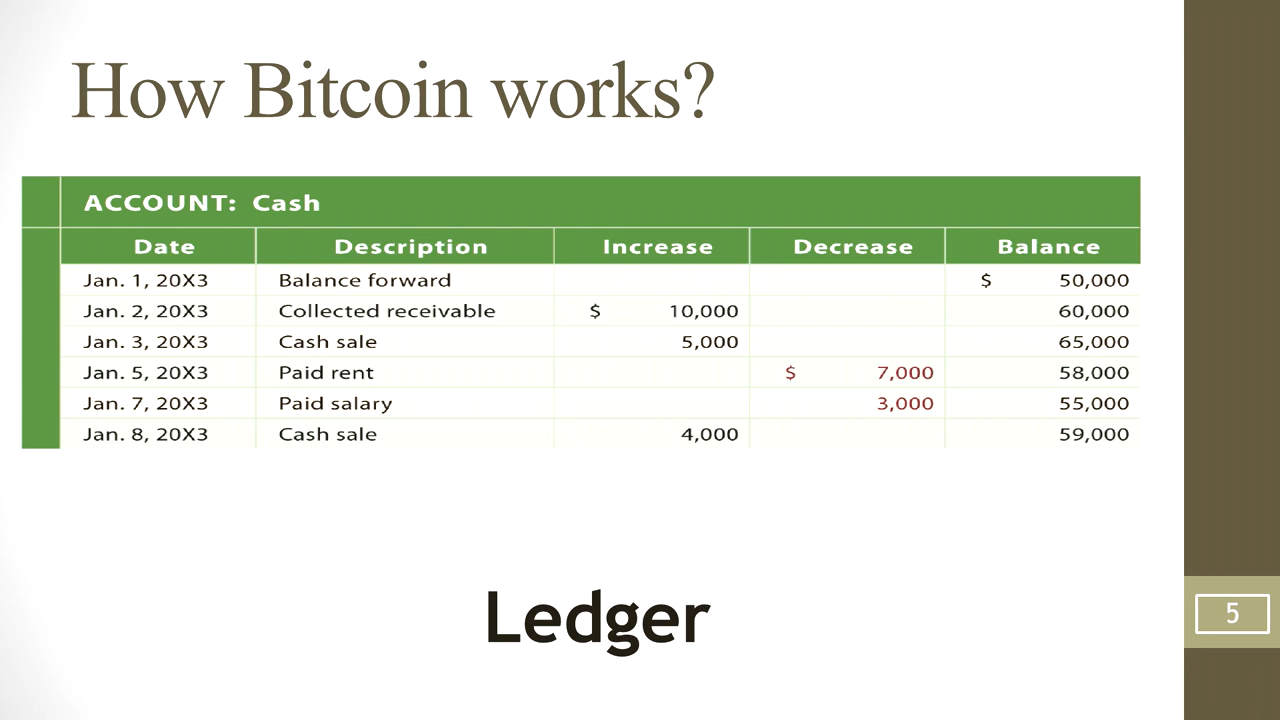 How Bitcoin works?
ACCOUNT: Cash
Date Description Increase Decrease Balance
Jan. 1, 20X3 Balance forward $ 50,000
Jan. 2, 20X3 Collected receivable $ 10,000 60,000
Jan. 3, 20X3 Cash sale 5,000 65,000
Jan. 5, 20X3 Paid rent $ 7,000 58,000
Jan. 7, 20X3 Paid salary 3,000 55,000
Jan. 8, 20X3 Cash sale 4,000 59,000
Ledger
5